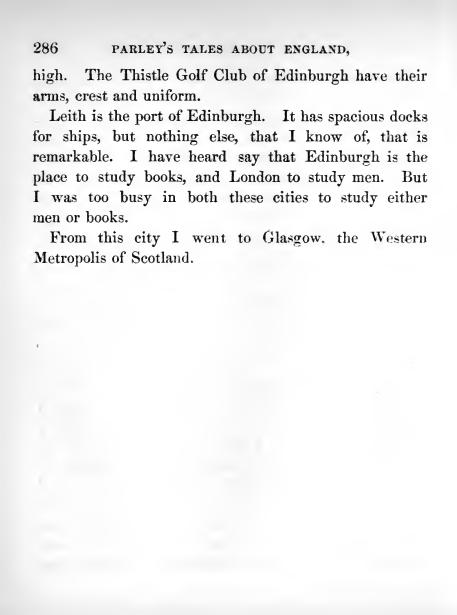 286 PARLEY'S TALES ABOUT ENGLAND,
high. The Thistle Golf Club of Edinburgh have their
arms, crest and uniform.
Leith is the port of Edinburgh. It has spacious docks
for ships, but nothing else, that I know of, that is
remarkable. I have heard say that Edinburgh is the
place to study books, and London to study men. But
I was too busy in both these cities to study either
men or books.
From this city I went to Glasgow. the Western
Metropolis of Scotland.